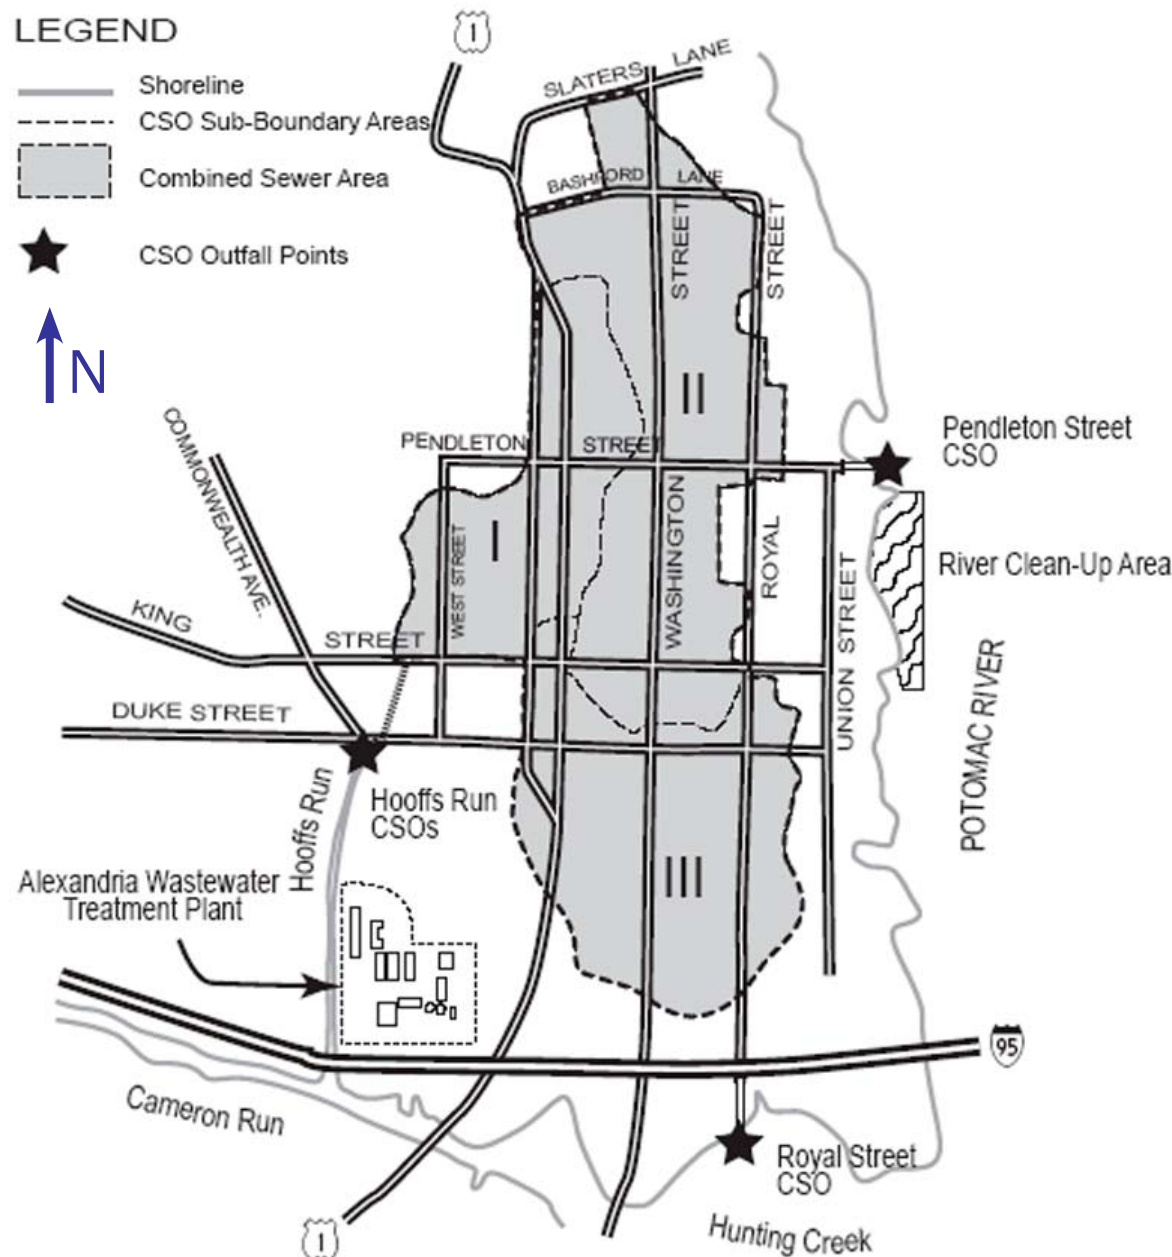 LEGEND
Shoreline
CSO Sub-Boundary Areas
Combined Sewer Area
CSO Outfall Points
N
1
SLATERS LANE
BASHFORD LANE
STREET
STREET
II
COMMONWEALTH AVE.
PENDLETON STREET
Pendleton Street
CSO
I
WEST STREET
WASHINGTON
ROYAL
UNION STREET
River Clean-Up Area
KING STREET
DUKE STREET
POTOMAC RIVER
Hooffs Run
Hooffs Run
CSOs
III
Alexandria Wastewater
Treatment Plant
95
Cameron Run
Royal Street
CSO
1
Hunting Creek